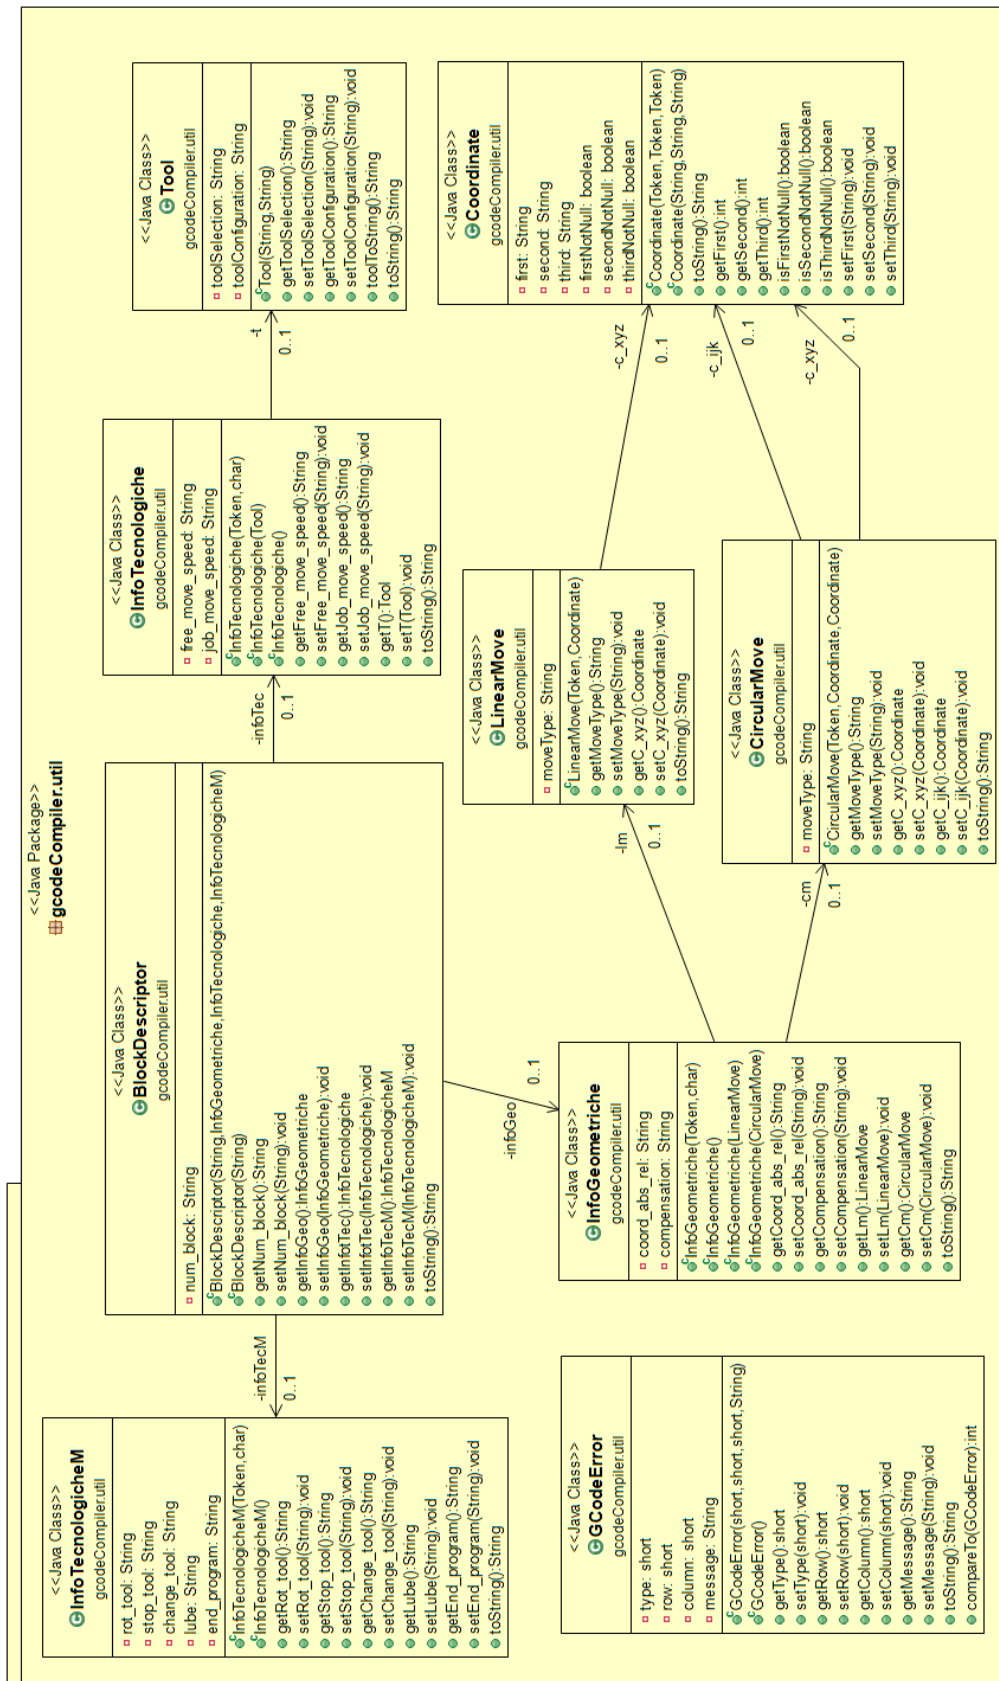 <<Java Package>>
gcodeCompiler.util
<<Java Class>>
InfoTecnologicheM
gcodeCompiler.util
rot_tool: String
stop_tool: String
change_tool: String
lube: String
end_program: String
InfoTecnologicheM(Token,char)
InfoTecnologicheM()
getRot_tool():String
setRot_tool(String):void
getStop_tool():String
setStop_tool(String):void
getChange_tool():String
setChange_tool(String):void
getLube():String
setLube(String):void
getEnd_program():String
setEnd_program(String):void
toString():String
-infoTecM
0..1
<<Java Class>>
BlockDescriptor
gcodeCompiler.util
num_block: String
BlockDescriptor(String,InfoGeometriche,InfoTecnologiche,InfoTecnologicheM)
BlockDescriptor(String)
getNum_block():String
setNum_block(String):void
getInfoGeo():InfoGeometriche
setInfoGeo(InfoGeometriche):void
getInfotTec():InfoTecnologiche
setInfotTec(InfoTecnologiche):void
getInfoTecM():InfoTecnologicheM
setInfoTecM(InfoTecnologicheM):void
toString():String
-infoTec
0..1
<<Java Class>>
InfoTecnologiche
gcodeCompiler.util
free_move_speed: String
job_move_speed: String
InfoTecnologiche(Token,char)
InfoTecnologiche(Tool)
InfoTecnologiche()
getFree_move_speed():String
setFree_move_speed(String):void
getJob_move_speed():String
setJob_move_speed(String):void
getT():Tool
setT(Tool):void
toString():String
-t
0..1
<<Java Class>>
Tool
gcodeCompiler.util
toolSelection: String
toolConfiguration: String
Tool(String,String)
getToolSelection():String
setToolSelection(String):void
getToolConfiguration():String
setToolConfiguration(String):void
toolToString():String
toString():String
<<Java Class>>
GCodeError
gcodeCompiler.util
type: short
row: short
column: short
message: String
GCodeError(short,short,short,String)
GCodeError()
getType():short
setType(short):void
getRow():short
setRow(short):void
getColumn():short
setColumn(short):void
getMessage():String
setMessage(String):void
toString():String
compareTo(GCodeError):int
-infoGeo
0..1
<<Java Class>>
InfoGeometriche
gcodeCompiler.util
coord_abs_rel: String
compensation: String
InfoGeometriche(Token,char)
InfoGeometriche()
InfoGeometriche(LinearMove)
InfoGeometriche(CircularMove)
getCoord_abs_rel():String
setCoord_abs_rel(String):void
getCompensation():String
setCompensation(String):void
getLm():LinearMove
setLm(LinearMove):void
getCm():CircularMove
setCm(CircularMove):void
toString():String
-lm
0..1
<<Java Class>>
LinearMove
gcodeCompiler.util
moveType: String
LinearMove(Token,Coordinate)
getMoveType():String
setMoveType(String):void
getC_xyz():Coordinate
setC_xyz(Coordinate):void
toString():String
-cm
0..1
<<Java Class>>
CircularMove
gcodeCompiler.util
moveType: String
CircularMove(Token,Coordinate,Coordinate)
getMoveType():String
setMoveType(String):void
getC_xyz():Coordinate
setC_xyz(Coordinate):void
getC_ijk():Coordinate
setC_ijk(Coordinate):void
toString():String
-c_xyz
0..1
-c_ijk
0..1
-c_xyz
0..1
<<Java Class>>
Coordinate
gcodeCompiler.util
first: String
second: String
third: String
firstNotNull: boolean
secondNotNull: boolean
thirdNotNull: boolean
Coordinate(Token,Token,Token)
Coordinate(String,String,String)
toString():String
getFirst():int
getSecond():int
getThird():int
isFirstNotNull():boolean
isSecondNotNull():boolean
isThirdNotNull():boolean
setFirst(String):void
setSecond(String):void
setThird(String):void